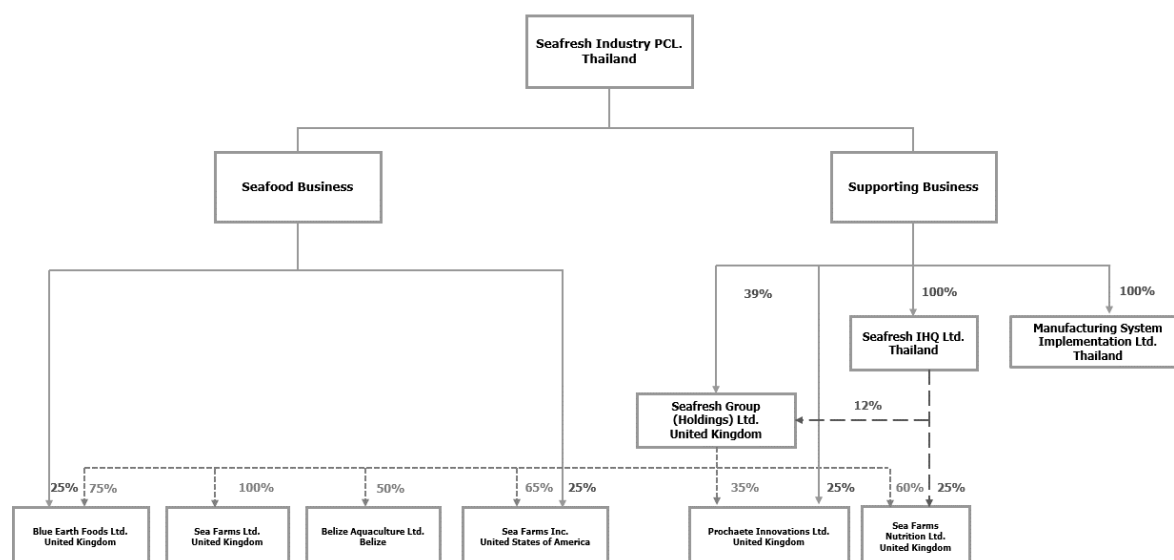 Seafresh Industry PCL.
Thailand
Seafood Business
Supporting Business
39%
100%
100%
Seafresh IHQ Ltd.
Thailand
Manufacturing System
Implementation Ltd.
Thailand
Seafresh Group
(Holdings) Ltd.
United Kingdom
12%
25%
75%
100%
50%
65%
25%
35%
25%
60%
25%
Blue Earth Foods Ltd.
United Kingdom
Sea Farms Ltd.
United Kingdom
Belize Aquaculture Ltd.
Belize
Sea Farms Inc.
United States of America
Prochaete Innovations Ltd.
United Kingdom
Sea Farms
Nutrition Ltd.
United Kingdom